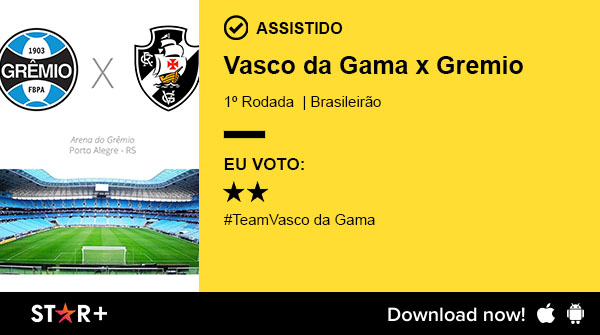 1903
GRÊMIO
FBPA
X
Arena do Grêmio
Porto Alegre - RS
ASSISTIDO
Vasco da Gama x Gremio
1º Rodada | Brasileirão
EU VOTO:
#TeamVasco da Gama
ST★R+
Download now!